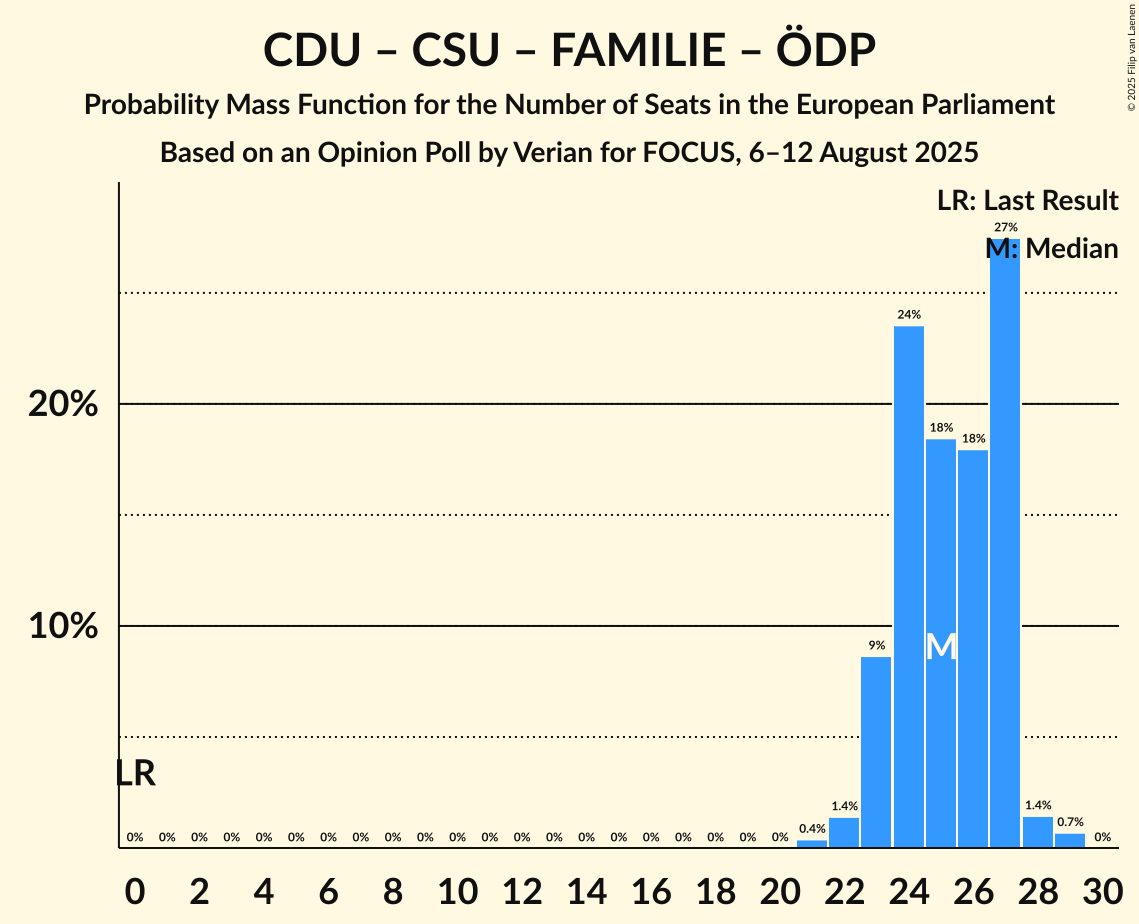 CDU – CSU – FAMILIE – ÖDP
Probability Mass Function for the Number of Seats in the European Parliament
Based on an Opinion Poll by Verian for FOCUS, 6–12 August 2025
© 2025 Filip van Laenen
LR: Last Result
M: Median
27%
24%
20%
18%
18%
10%
9%
M
LR
0% 0% 0% 0% 0% 0% 0% 0% 0% 0% 0% 0% 0% 0% 0% 0% 0% 0% 0% 0% 0% 0.4% 1.4% 1.4% 0.7% 0%
0 2 4 6 8 10 12 14 16 18 20 22 24 26 28 30